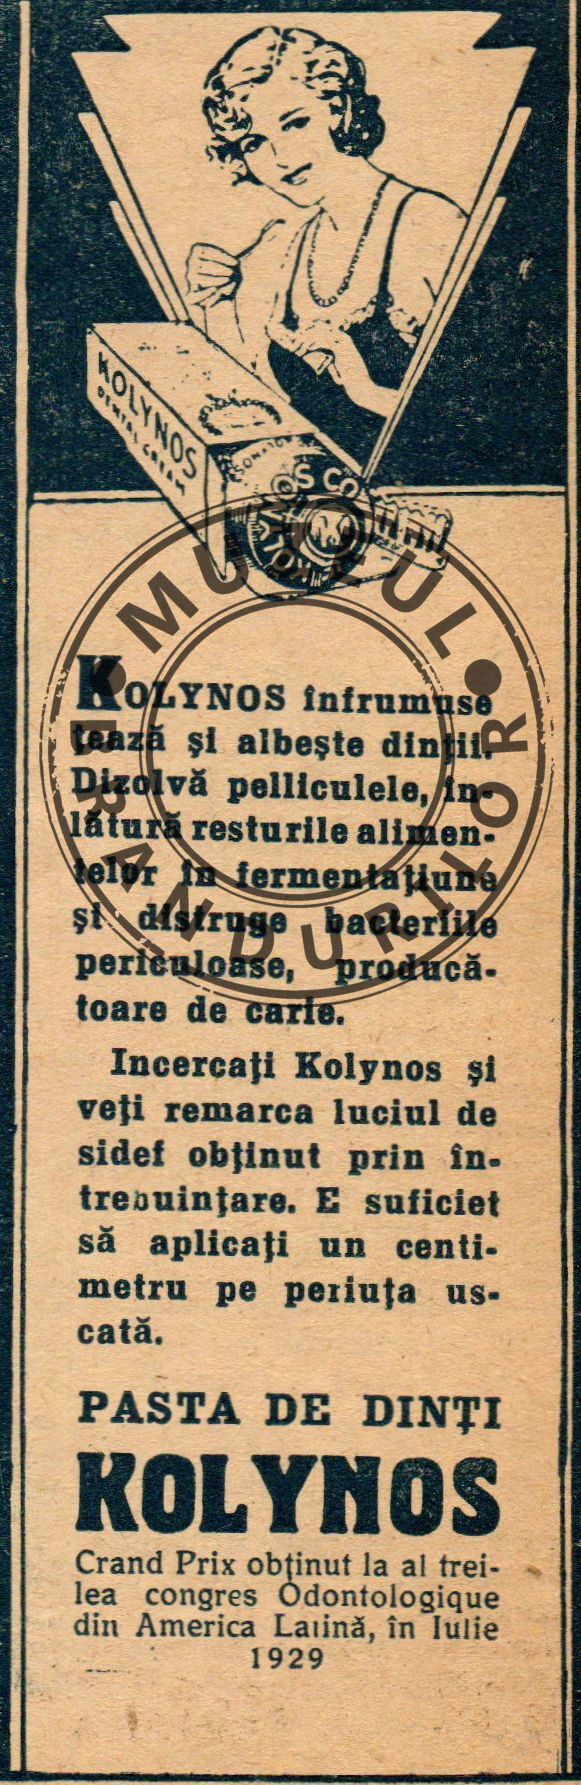 KOLYNOS
DENTAL CREAM
OS CO
KOLY
MUZEUL
BRANDURILOR
KOLYNOS înfrumuse
țează și albește dinții.
Dizolvă pelliculele, în-
lătură resturile alimen-
telor în fermentațiune
și distruge bacteriile
periculoase, producă-
toare de carie.
Incercați Kolynos și
veți remarca luciul de
sidef obținut prin în-
trebuințare. E suficiet
să aplicați un centi-
metru pe periuța us-
cată.
PASTA DE DINȚI
KOLYNOS
Crand Prix obținut la al trei-
lea congres Odontologique
din America Latină, în Iulie
1929